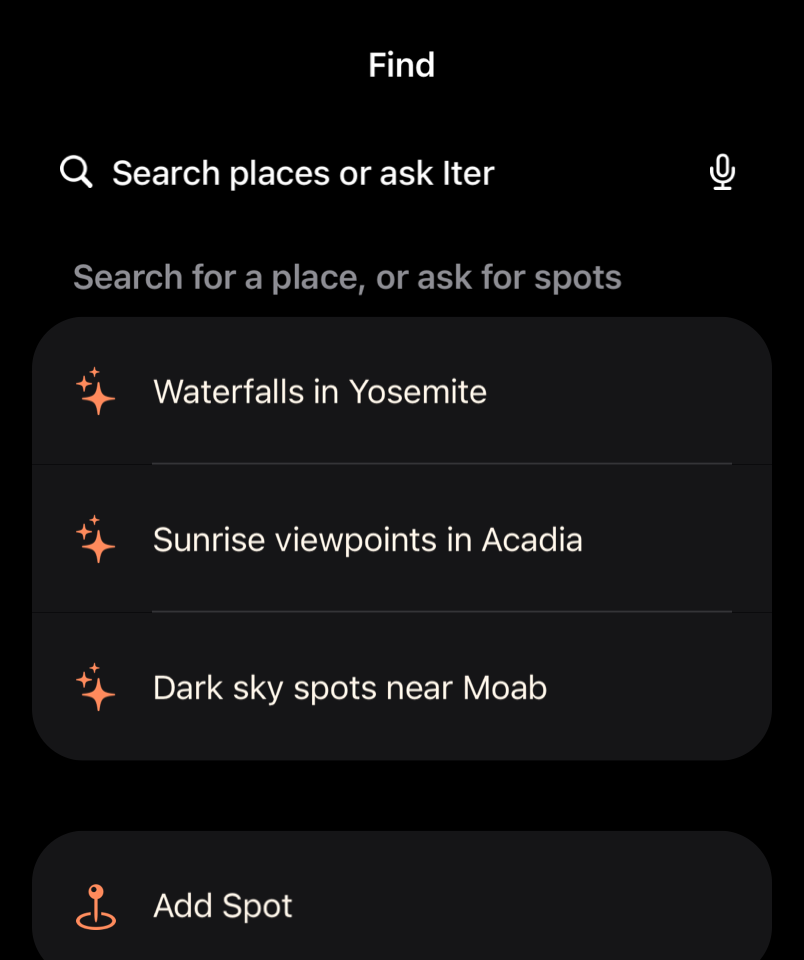 Find
Search places or ask Iter
Search for a place, or ask for spots
Waterfalls in Yosemite
Sunrise viewpoints in Acadia
Dark sky spots near Moab
Add Spot